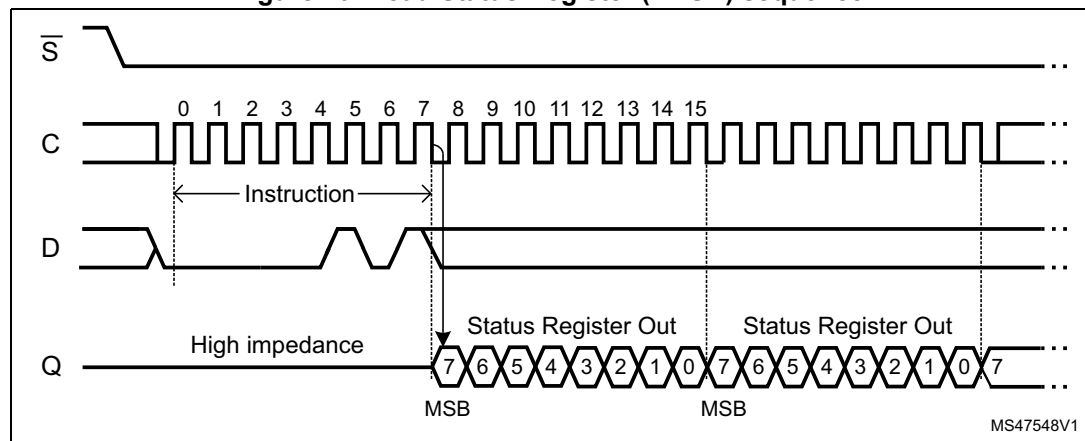 S
0 1 2 3 4 5 6 7 8 9 10 11 12 13 14 15
C
Instruction
D
Status Register Out Status Register Out
High impedance
Q 7 6 5 4 3 2 1 0 7 6 5 4 3 2 1 0 7
MSB MSB
MS47548V1